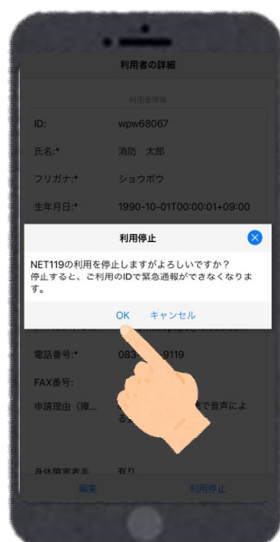 利用者の詳細
利用者情報
ID: wpw68067
氏名:* 消防 太郎
フリガナ:* ショウボウ
生年月日:* 1990-10-01T00:00:01+09:00
利用停止
NET119の利用を停止しますがよろしいですか?
停止すると、ご利用のIDで緊急通報ができなくなりま
す。
OK キャンセル
電話番号:* 083 9119
FAX番号:
申請理由（障... で音声によ
る
身体障害者手 有り
編集 利用停止